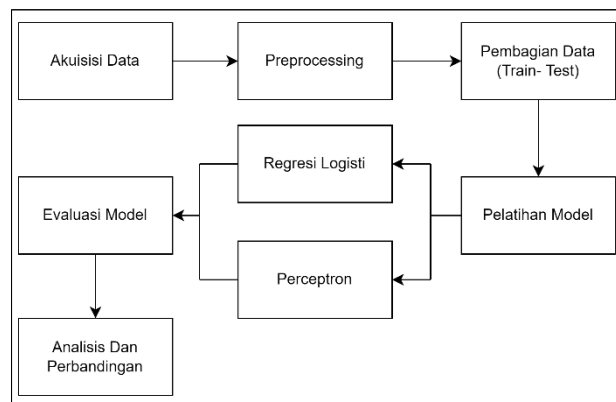 Akuisisi Data
Preprocessing
Pembagian Data
(Train- Test)
Regresi Logisti
Evaluasi Model
Pelatihan Model
Perceptron
Analisis Dan
Perbandingan